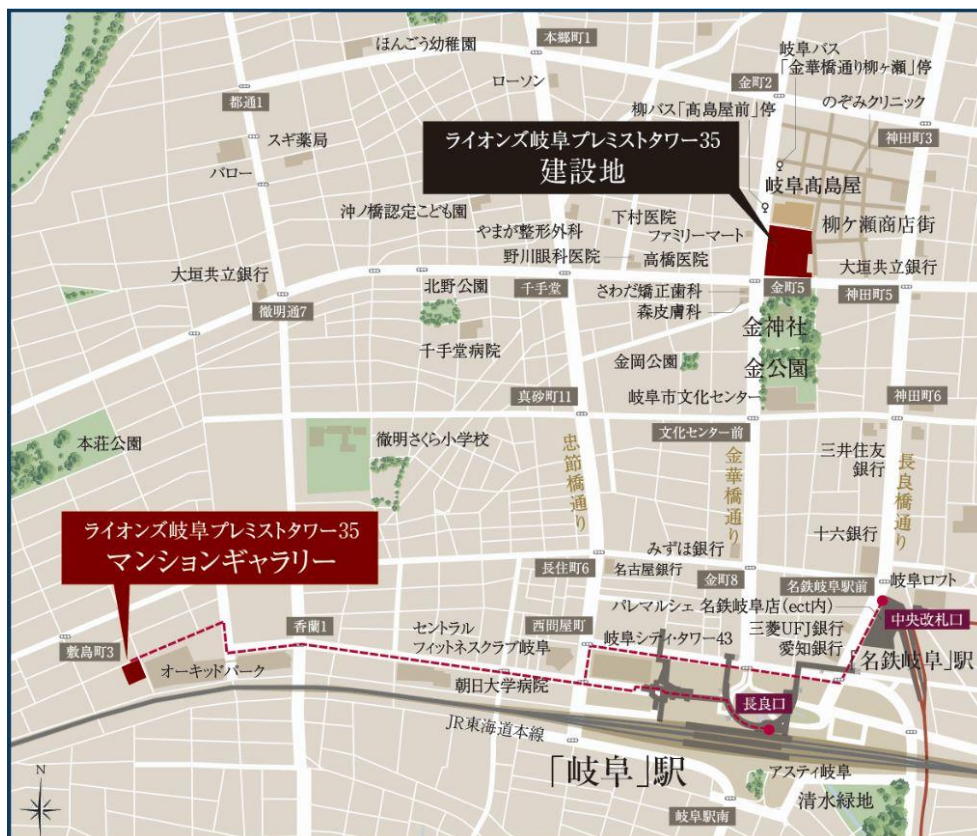 ほんごう幼稚園
本郷町1
岐阜バス
「金華橋通り柳ヶ瀬」停
ローソン
金町2
都通1
柳バス「髙島屋前」停
のぞみクリニック
スギ薬局
神田町3
バロー
ライオンズ岐阜プレミストタワー35
建設地
岐阜髙島屋
沖ノ橋認定こども園
下村医院
柳ケ瀬商店街
やまが整形外科
ファミリーマート
野川眼科医院
高橋医院
大垣共立銀行
大垣共立銀行
北野公園
千手堂
さわだ矯正歯科
金町5
神田町5
徹明通7
森皮膚科
金神社
千手堂病院
金岡公園
金公園
真砂町11
岐阜市文化センター
神田町6
本荘公園
徹明さくら小学校
文化センター前
忠節橋通り
金華橋通り
長良橋通り
三井住友
銀行
ライオンズ岐阜プレミストタワー35
マンションギャラリー
十六銀行
みずほ銀行
長住町6
名古屋銀行
金町8
名鉄岐阜駅前
岐阜ロフト
パレマルシェ 名鉄岐阜店(ect内)
中央改札口
香蘭1
セントラル
フィットネスクラブ岐阜
西問屋町
岐阜シティ・タワー43
三菱UFJ銀行
愛知銀行
敷島町3
オーキッドパーク
「名鉄岐阜」駅
朝日大学病院
長良口
JR東海道本線
「岐阜」駅
アスティ岐阜
清水緑地
岐阜駅南
N